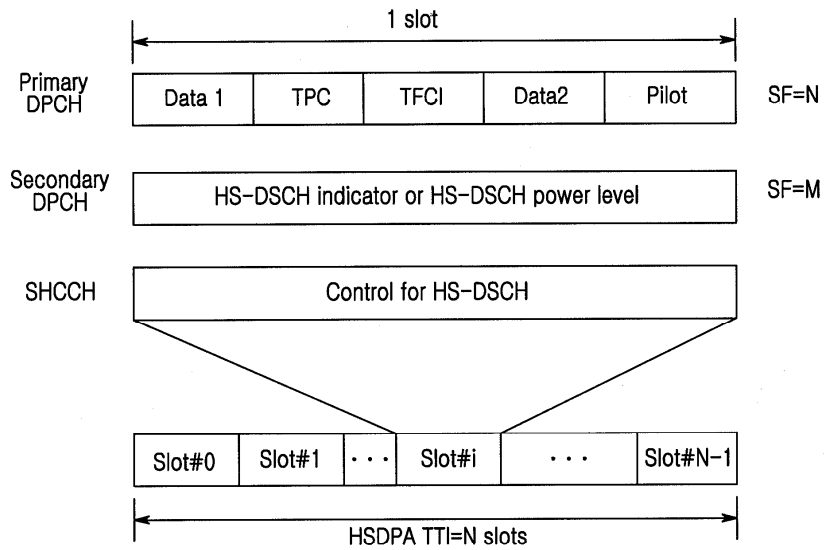 1 slot
Primary
DPCH
Data 1 TPC TFCI Data2 Pilot SF=N
Secondary
DPCH
HS-DSCH indicator or HS-DSCH power level SF=M
SHCCH Control for HS-DSCH
Slot#0 Slot#1 ··· Slot#i ··· Slot#N-1
HSDPA TTI=N slots